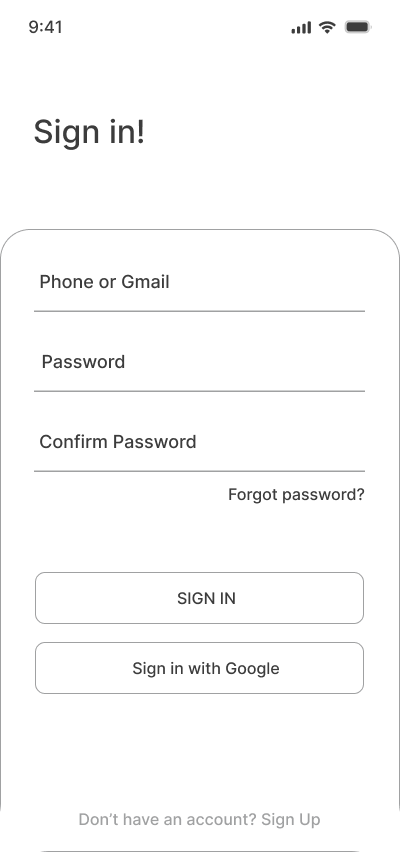 9:41
Sign in!
Phone or Gmail
Password
Confirm Password
Forgot password?
SIGN IN
Sign in with Google
Don’t have an account? Sign Up